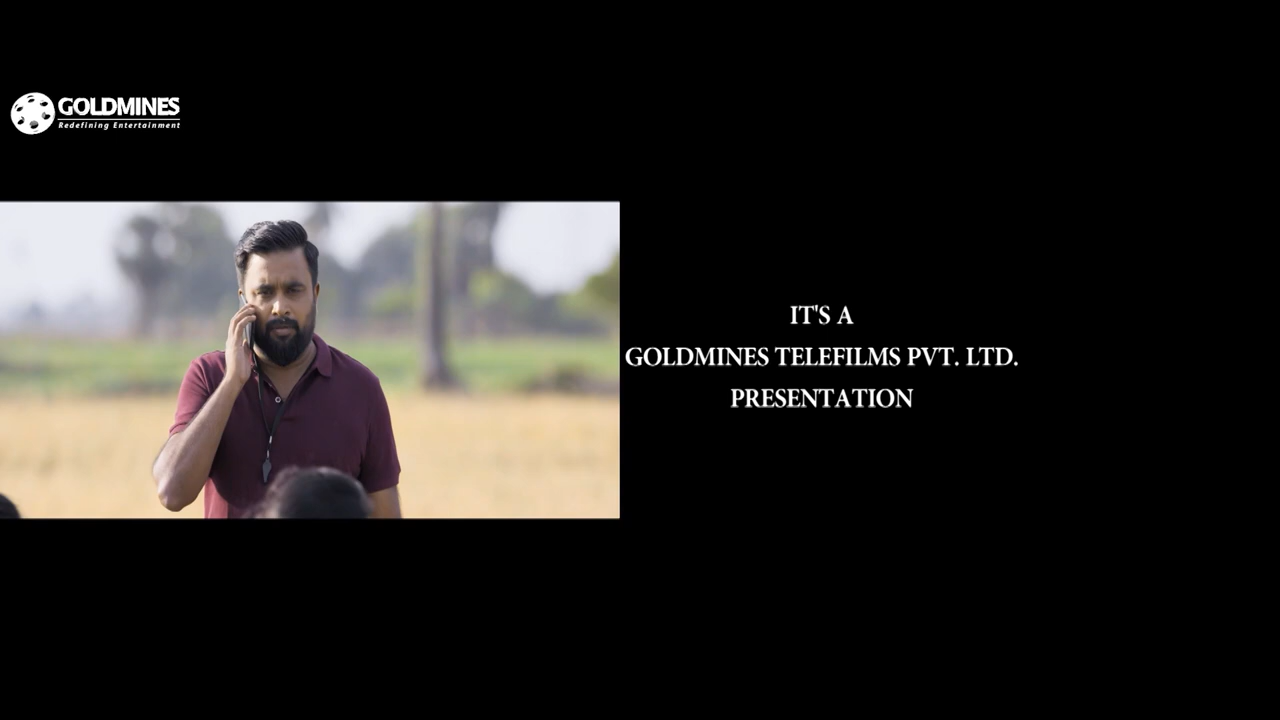 GOLDMINES
Redefining Entertainment
IT'S A
GOLDMINES TELEFILMS PVT. LTD.
PRESENTATION